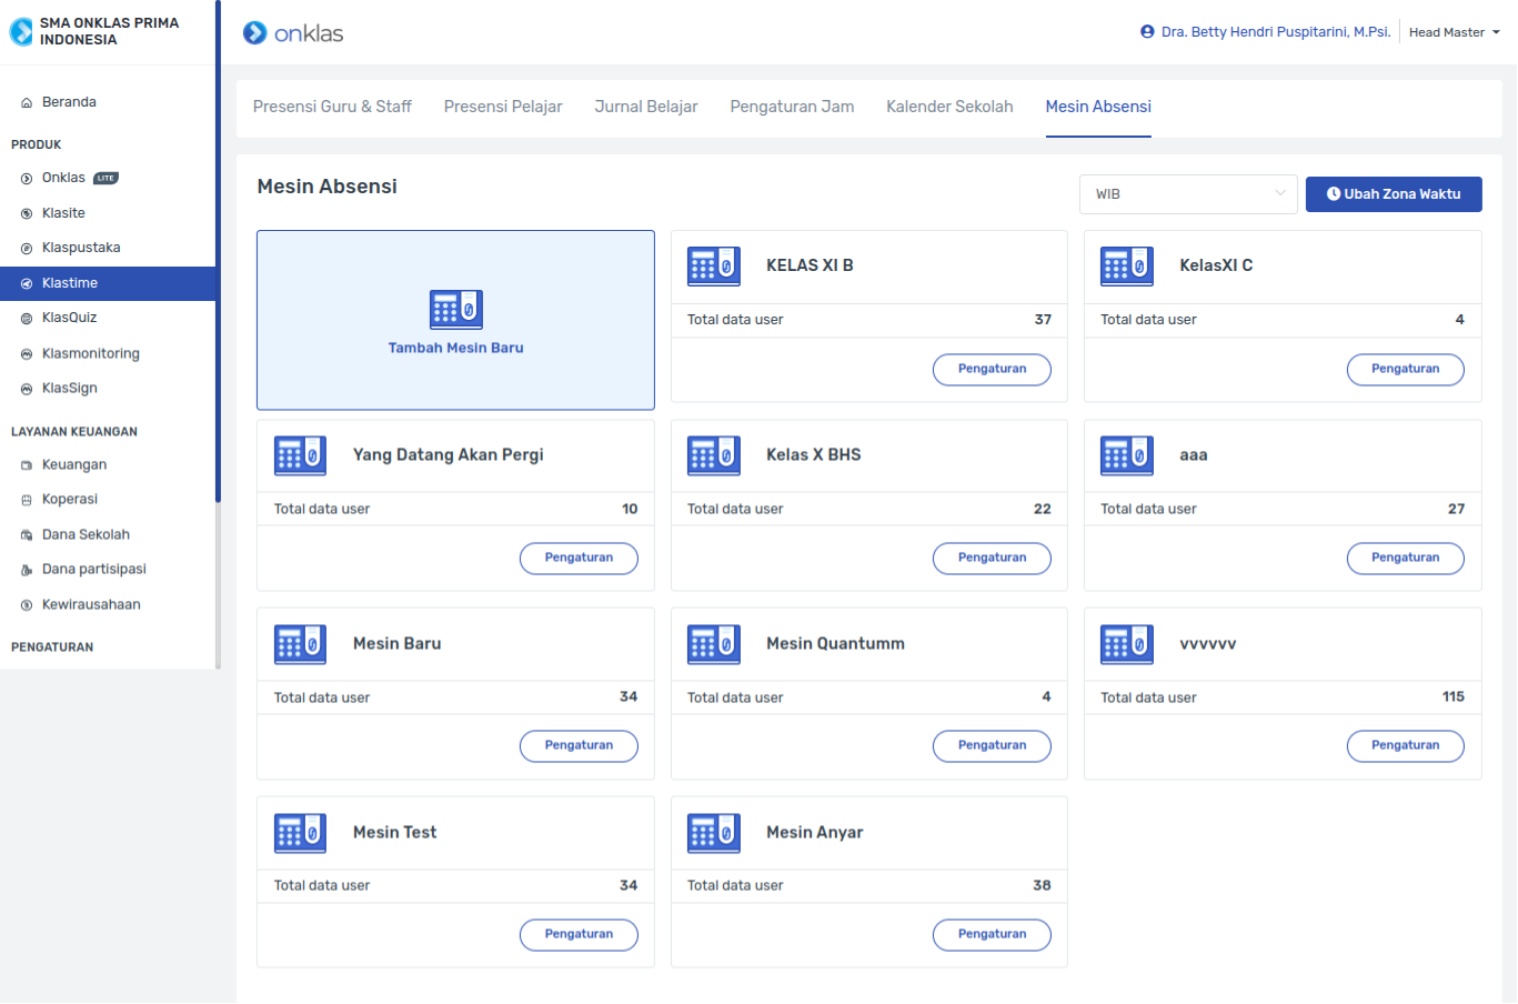 SMA ONKLAS PRIMA
INDONESIA
onklas
Dra. Betty Hendri Puspitarini, M.Psi.
Head Master
Beranda
PRODUK
Onklas LITE
Klasite
Klaspustaka
Klastime
KlasQuiz
Klasmonitoring
KlasSign
LAYANAN KEUANGAN
Keuangan
Koperasi
Dana Sekolah
Dana partisipasi
Kewirausahaan
PENGATURAN
Presensi Guru & Staff Presensi Pelajar Jurnal Belajar Pengaturan Jam Kalender Sekolah Mesin Absensi
Mesin Absensi
WIB
Ubah Zona Waktu
Tambah Mesin Baru
KELAS XI B
Total data user 37
Pengaturan
KelasXI C
Total data user 4
Pengaturan
Yang Datang Akan Pergi
Total data user 10
Pengaturan
Kelas X BHS
Total data user 22
Pengaturan
aaa
Total data user 27
Pengaturan
Mesin Baru
Total data user 34
Pengaturan
Mesin Quantumm
Total data user 4
Pengaturan
vvvvvv
Total data user 115
Pengaturan
Mesin Test
Total data user 34
Pengaturan
Mesin Anyar
Total data user 38
Pengaturan